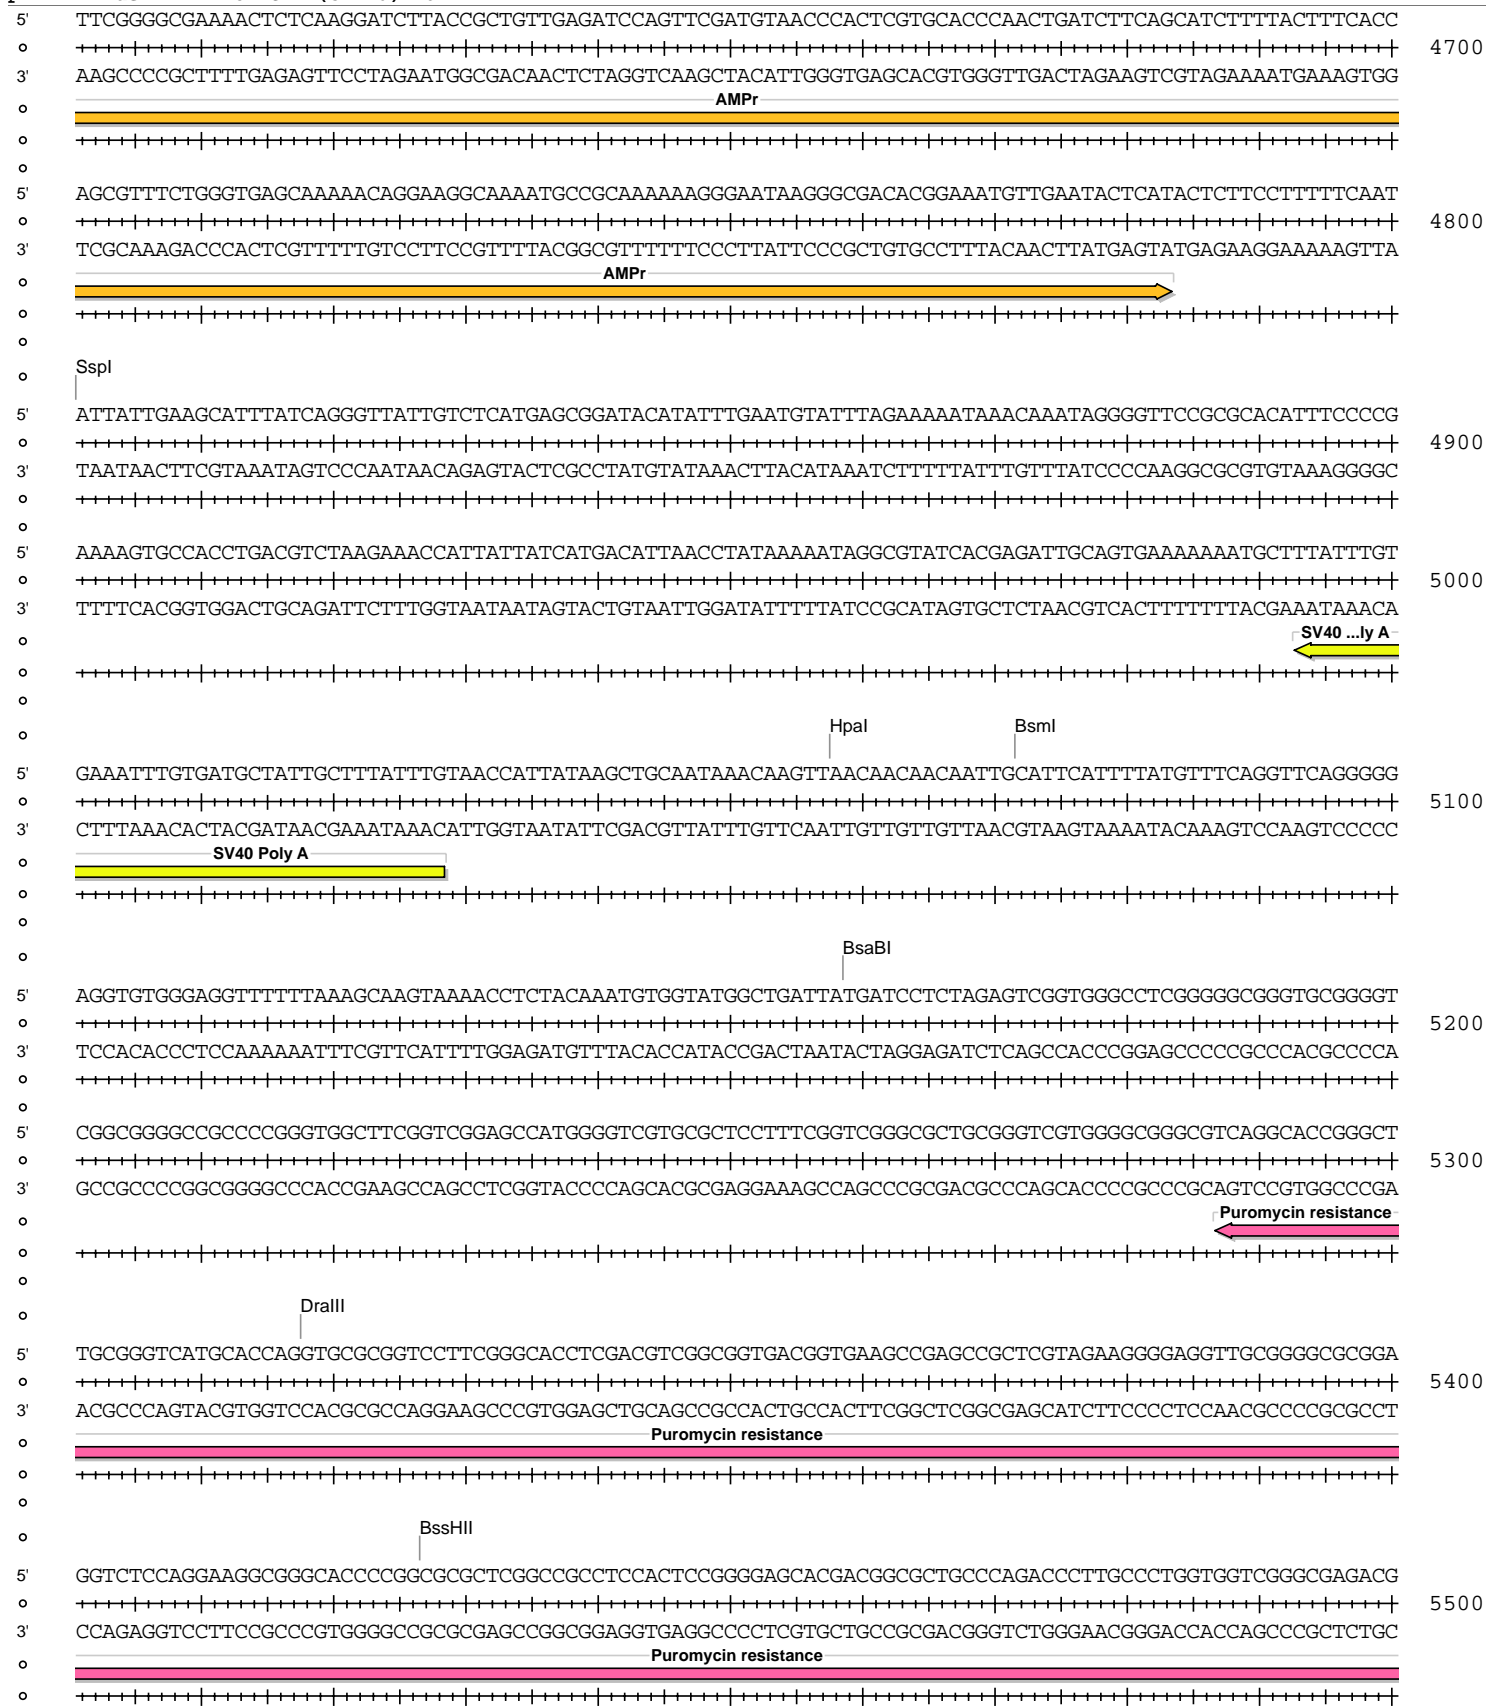 5' TTCGGGGCGAAAACTCTCAAGGATCTTACCGCTGTTGAGATCCAGTTCGATGTAACCCACTCGTGCACCCAACTGATCTTCAGCATCTTTTACTTTCACC
4700
3' AAGCCCCGCTTTTGAGAGTTCCTAGAATGGCGACAACTCTAGGTCAAGCTACATTGGGTGAGCACGTGGGTTGACTAGAAGTCGTAGAAAATGAAAGTGG
AMPr
5' AGCGTTTCTGGGTGAGCAAAAACAGGAAGGCAAAATGCCGCAAAAAAGGGAATAAGGGCGACACGGAAATGTTGAATACTCATACTCTTCCTTTTTCAAT
4800
3' TCGCAAAGACCCACTCGTTTTTGTCCTTCCGTTTTACGGCGTTTTTTCCCTTATTCCCGCTGTGCCTTTACAACTTATGAGTATGAGAAGGAAAAAGTTA
AMPr
SspI
5' ATTATTGAAGCATTTATCAGGGTTATTGTCTCATGAGCGGATACATATTTGAATGTATTTAGAAAAATAAACAAATAGGGGTTCCGCGCACATTTCCCCG
4900
3' TAATAACTTCGTAAATAGTCCCAATAACAGAGTACTCGCCTATGTATAAACTTACATAAATCTTTTTATTTGTTTATCCCCAAGGCGCGTGTAAAGGGGC
5' AAAAGTGCCACCTGACGTCTAAGAAACCATTATTATCATGACATTAACCTATAAAAATAGGCGTATCACGAGATTGCAGTGAAAAAAATGCTTTATTTGT
5000
3' TTTTCACGGTGGACTGCAGATTCTTTGGTAATAATAGTACTGTAATTGGATATTTTTATCCGCATAGTGCTCTAACGTCACTTTTTTTACGAAATAAACA
SV40 ...ly A
HpaI BsmI
5' GAAATTTGTGATGCTATTGCTTTATTTGTAACCATTATAAGCTGCAATAAACAAGTTAACAACAACAATTGCATTCATTTTATGTTTCAGGTTCAGGGGG
5100
3' CTTTAAACACTACGATAACGAAATAAACATTGGTAATATTCGACGTTATTTGTTCAATTGTTGTTGTTAACGTAAGTAAAATACAAAGTCCAAGTCCCCC
SV40 Poly A
BsaBI
5' AGGTGTGGGAGGTTTTTTAAAGCAAGTAAAACCTCTACAAATGTGGTATGGCTGATTATGATCCTCTAGAGTCGGTGGGCCTCGGGGGCGGGTGCGGGGT
5200
3' TCCACACCCTCCAAAAAATTTCGTTCATTTTGGAGATGTTTACACCATACCGACTAATACTAGGAGATCTCAGCCACCCGGAGCCCCCGCCCACGCCCCA
5' CGGCGGGGCCGCCCCGGGTGGCTTCGGTCGGAGCCATGGGGTCGTGCGCTCCTTTCGGTCGGGCGCTGCGGGTCGTGGGGCGGGCGTCAGGCACCGGGCT
5300
3' GCCGCCCCGGCGGGGCCCACCGAAGCCAGCCTCGGTACCCCAGCACGCGAGGAAAGCCAGCCCGCGACGCCCAGCACCCCGCCCGCAGTCCGTGGCCCGA
Puromycin resistance
DraIII
5' TGCGGGTCATGCACCAGGTGCGCGGTCCTTCGGGCACCTCGACGTCGGCGGTGACGGTGAAGCCGAGCCGCTCGTAGAAGGGGAGGTTGCGGGGCGCGGA
5400
3' ACGCCCAGTACGTGGTCCACGCGCCAGGAAGCCCGTGGAGCTGCAGCCGCCACTGCCACTTCGGCTCGGCGAGCATCTTCCCCTCCAACGCCCCGCGCCT
Puromycin resistance
BssHII
5' GGTCTCCAGGAAGGCGGGCACCCCGGCGCGCTCGGCCGCCTCCACTCCGGGGAGCACGACGGCGCTGCCCAGACCCTTGCCCTGGTGGTCGGGCGAGACG
5500
3' CCAGAGGTCCTTCCGCCCGTGGGGCCGCGCGAGCCGGCGGAGGTGAGGCCCCTCGTGCTGCCGCGACGGGTCTGGGAACGGGACCACCAGCCCGCTCTGC
Puromycin resistance